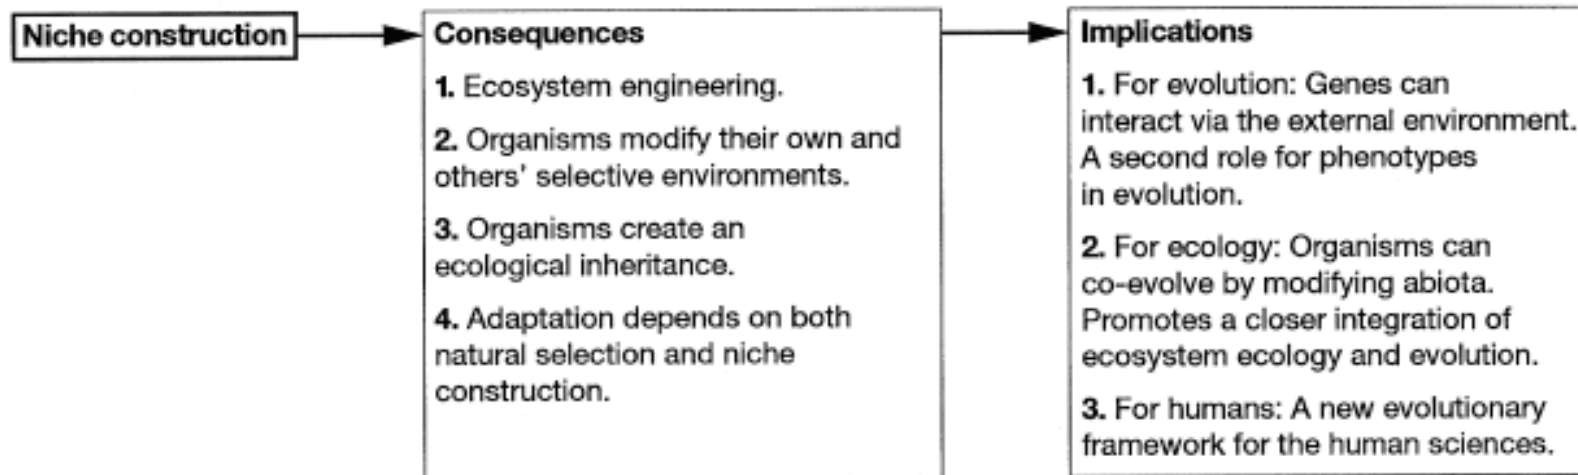 Niche construction
Consequences
1. Ecosystem engineering.
2. Organisms modify their own and
others' selective environments.
3. Organisms create an
ecological inheritance.
4. Adaptation depends on both
natural selection and niche
construction.
Implications
1. For evolution: Genes can
interact via the external environment.
A second role for phenotypes
in evolution.
2. For ecology: Organisms can
co-evolve by modifying abiota.
Promotes a closer integration of
ecosystem ecology and evolution.
3. For humans: A new evolutionary
framework for the human sciences.